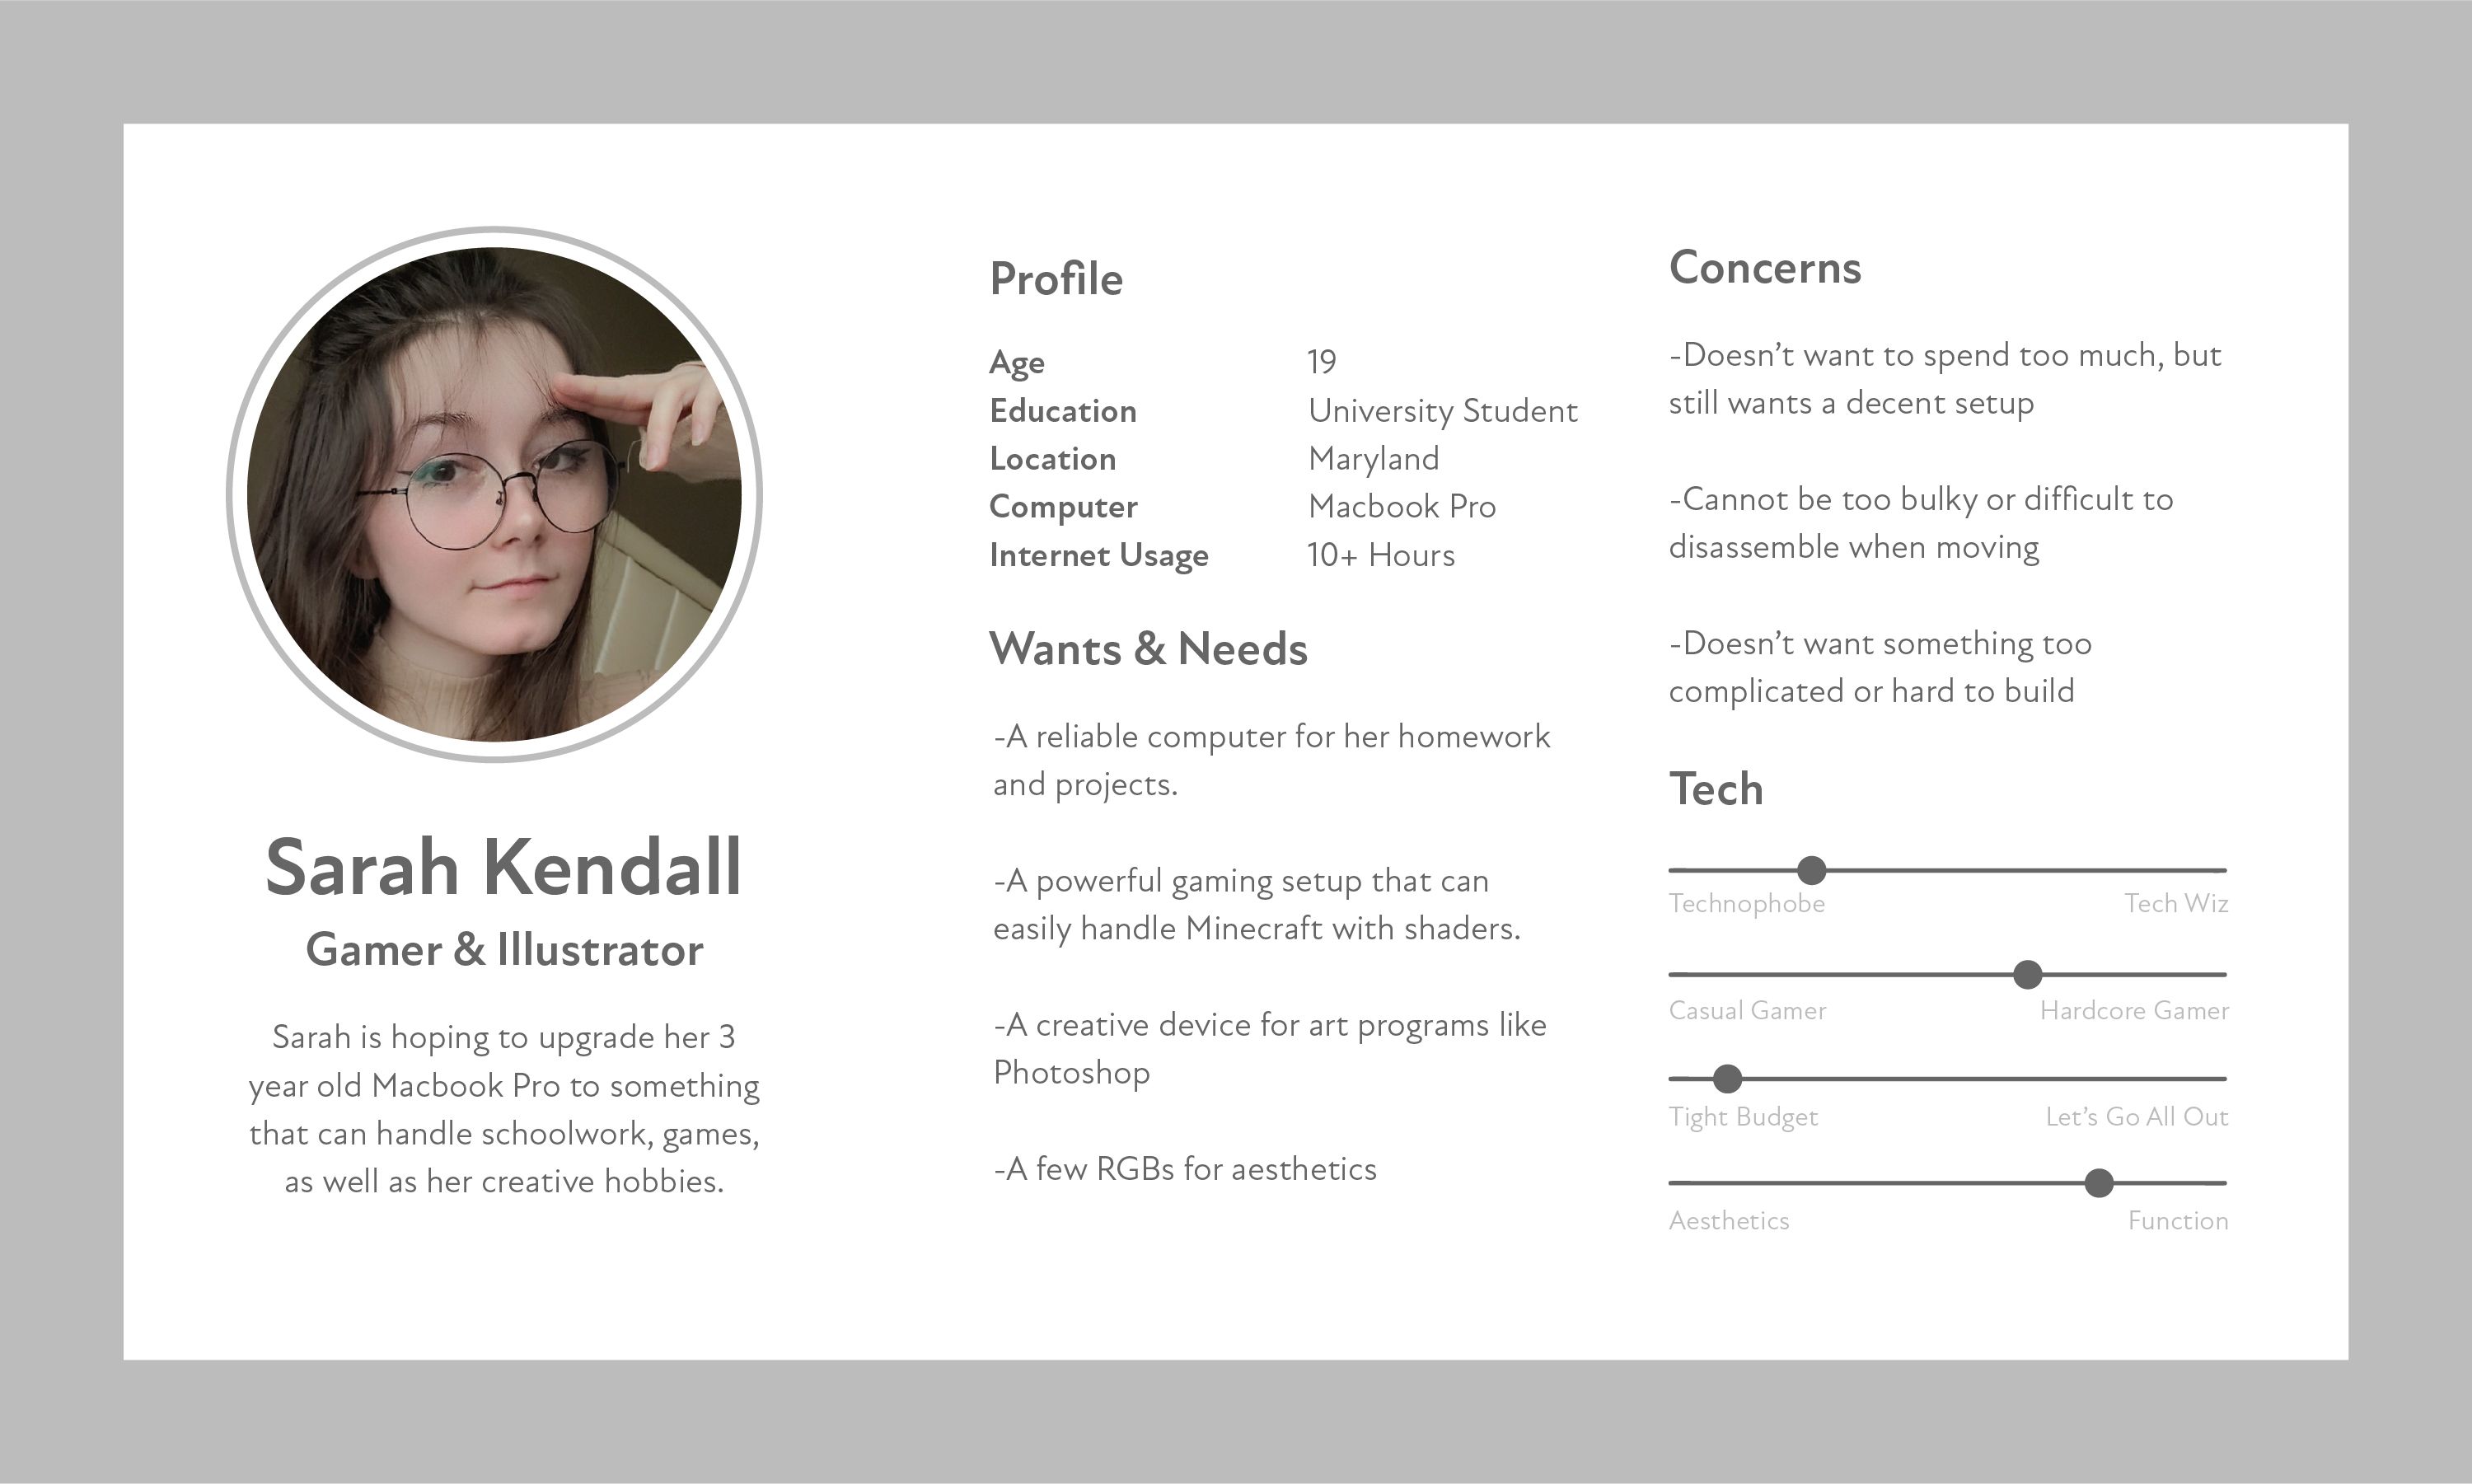 Sarah Kendall
Gamer & Illustrator
Sarah is hoping to upgrade her 3
year old Macbook Pro to something
that can handle schoolwork, games,
as well as her creative hobbies.
Profile
Age 19
Education University Student
Location Maryland
Computer Macbook Pro
Internet Usage 10+ Hours
Wants & Needs
-A reliable computer for her homework
and projects.
-A powerful gaming setup that can
easily handle Minecraft with shaders.
-A creative device for art programs like
Photoshop
-A few RGBs for aesthetics
Concerns
-Doesn’t want to spend too much, but
still wants a decent setup
-Cannot be too bulky or difficult to
disassemble when moving
-Doesn’t want something too
complicated or hard to build
Tech
Technophobe Tech Wiz
Casual Gamer Hardcore Gamer
Tight Budget Let’s Go All Out
Aesthetics Function